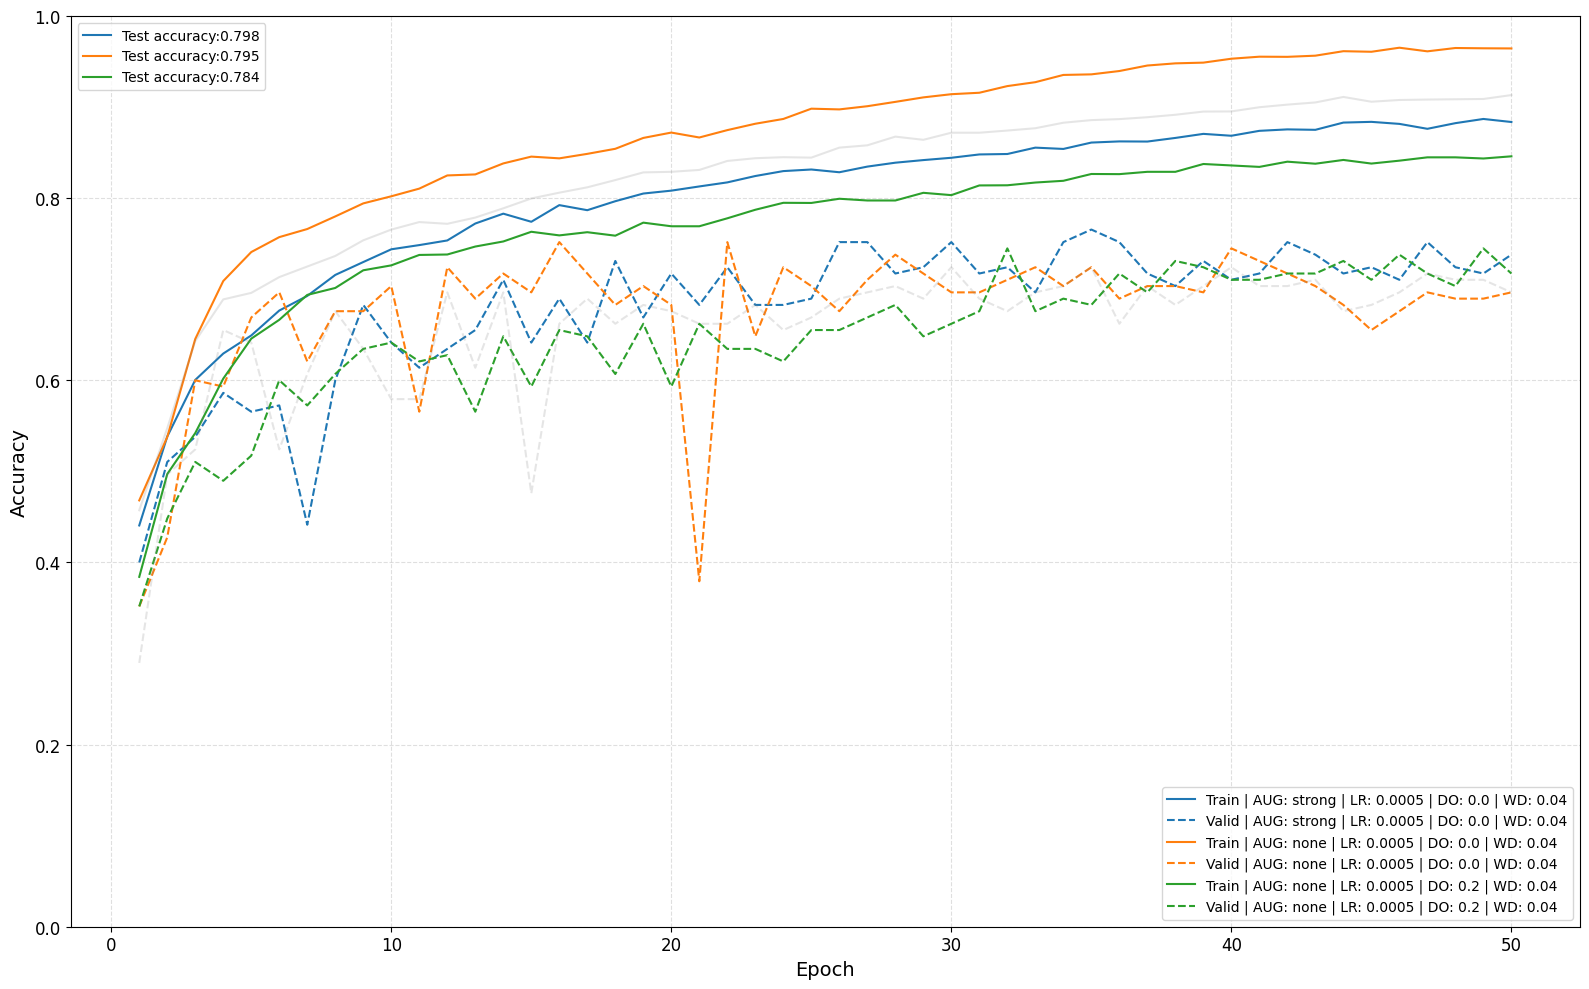 Test accuracy:0.798
Test accuracy:0.795
Test accuracy:0.784
1.0
0.8
0.6
0.4
0.2
0.0
Accuracy
Train | AUG: strong | LR: 0.0005 | DO: 0.0 | WD: 0.04
Valid | AUG: strong | LR: 0.0005 | DO: 0.0 | WD: 0.04
Train | AUG: none | LR: 0.0005 | DO: 0.0 | WD: 0.04
Valid | AUG: none | LR: 0.0005 | DO: 0.0 | WD: 0.04
Train | AUG: none | LR: 0.0005 | DO: 0.2 | WD: 0.04
Valid | AUG: none | LR: 0.0005 | DO: 0.2 | WD: 0.04
0 10 20 30 40 50
Epoch